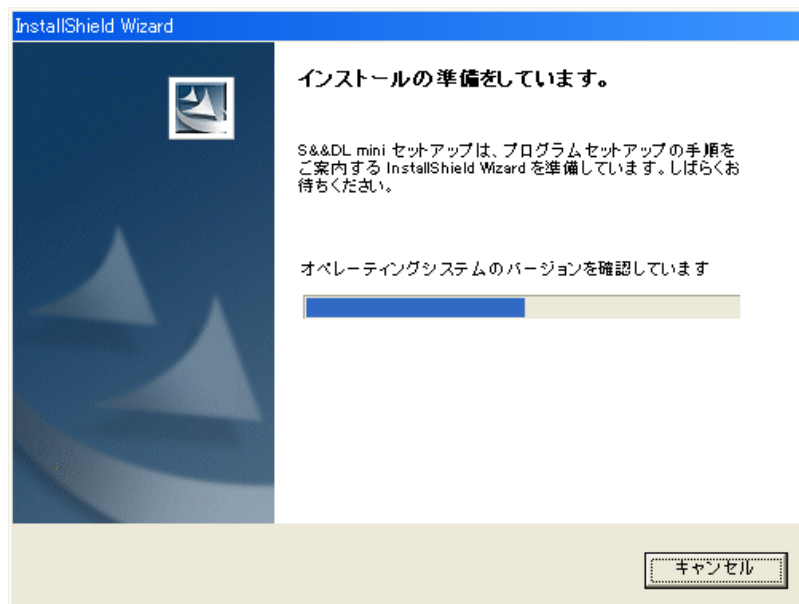 InstallShield Wizard
インストールの準備をしています。
S&&DL mini セットアップは、プログラムセットアップの手順を
ご案内する InstallShield Wizard を準備しています。しばらくお
待ちください。
オペレーティングシステムのバージョンを確認しています
キャンセル